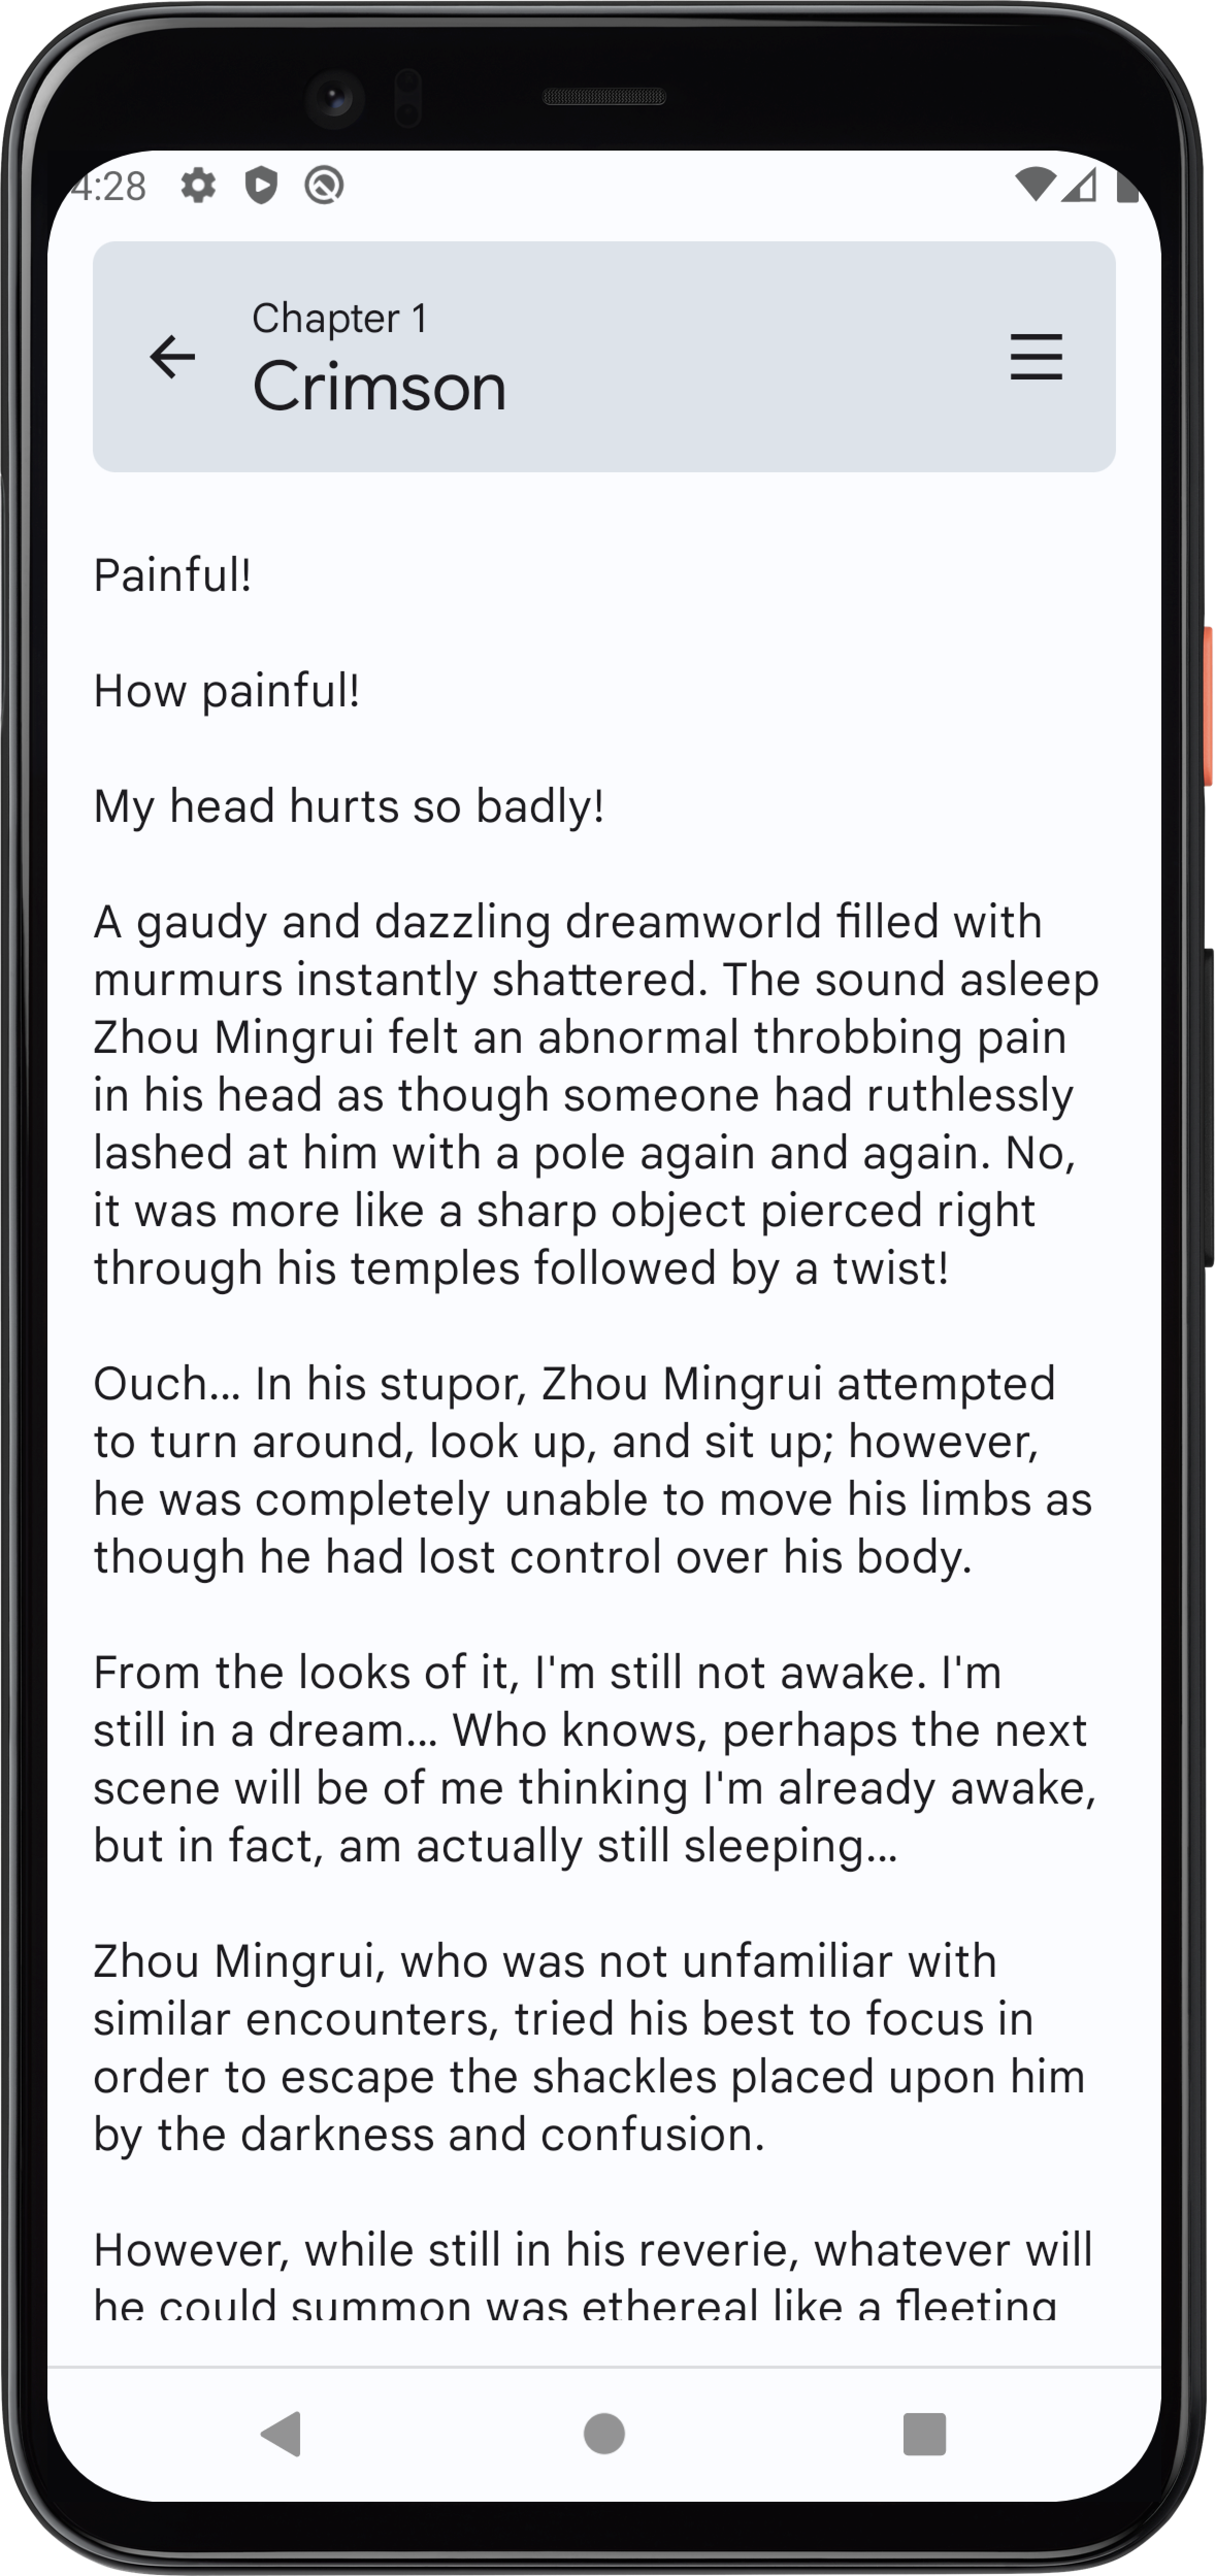 4:28
Chapter 1
Crimson
Painful!
How painful!
My head hurts so badly!
A gaudy and dazzling dreamworld filled with
murmurs instantly shattered. The sound asleep
Zhou Mingrui felt an abnormal throbbing pain
in his head as though someone had ruthlessly
lashed at him with a pole again and again. No,
it was more like a sharp object pierced right
through his temples followed by a twist!
Ouch... In his stupor, Zhou Mingrui attempted
to turn around, look up, and sit up; however,
he was completely unable to move his limbs as
though he had lost control over his body.
From the looks of it, I'm still not awake. I'm
still in a dream... Who knows, perhaps the next
scene will be of me thinking I'm already awake,
but in fact, am actually still sleeping...
Zhou Mingrui, who was not unfamiliar with
similar encounters, tried his best to focus in
order to escape the shackles placed upon him
by the darkness and confusion.
However, while still in his reverie, whatever will
he could summon was ethereal like a fleeting